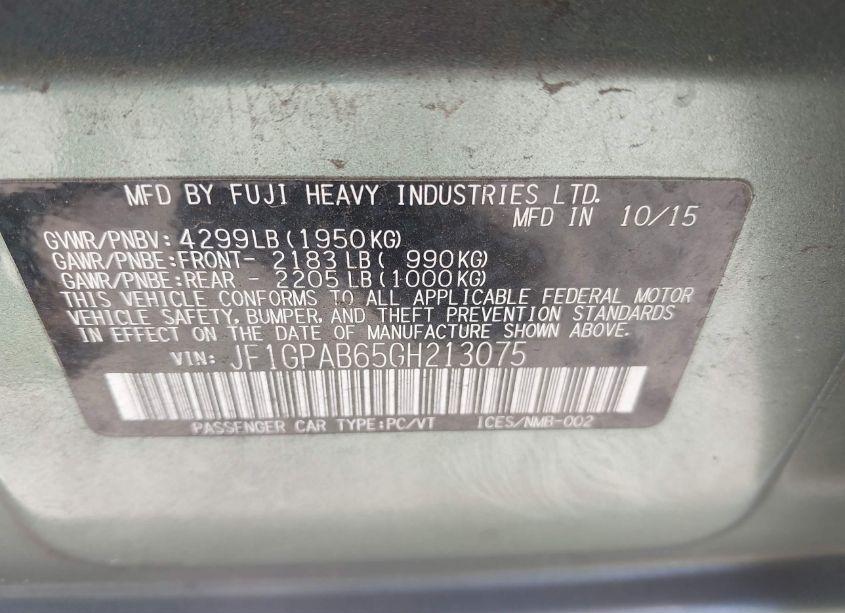 MFD BY FUJI HEAVY INDUSTRIES LTD.
MFD IN 10/15
GVWR/PNBV: 4299LB(1950KG)
GAWR/PNBE:FRONT- 2183LB( 990KG)
GAWR/PNBE:REAR - 2205LB(1000KG)
THIS VEHICLE CONFORMS TO ALL APPLICABLE FEDERAL MOTOR
VEHICLE SAFETY, BUMPER, AND THEFT PREVENTION STANDARDS
IN EFFECT ON THE DATE OF MANUFACTURE SHOWN ABOVE.
VIN: JF1GPAB65GH213075
PASSENGER CAR TYPE:PC/VT ICES/NMB-002